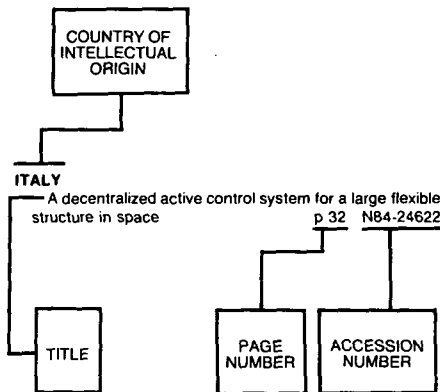 COUNTRY OF
INTELLECTUAL
ORIGIN
ITALY
A decentralized active control system for a large flexible
structure in space p 32 N84-24622
TITLE
PAGE
NUMBER
ACCESSION
NUMBER